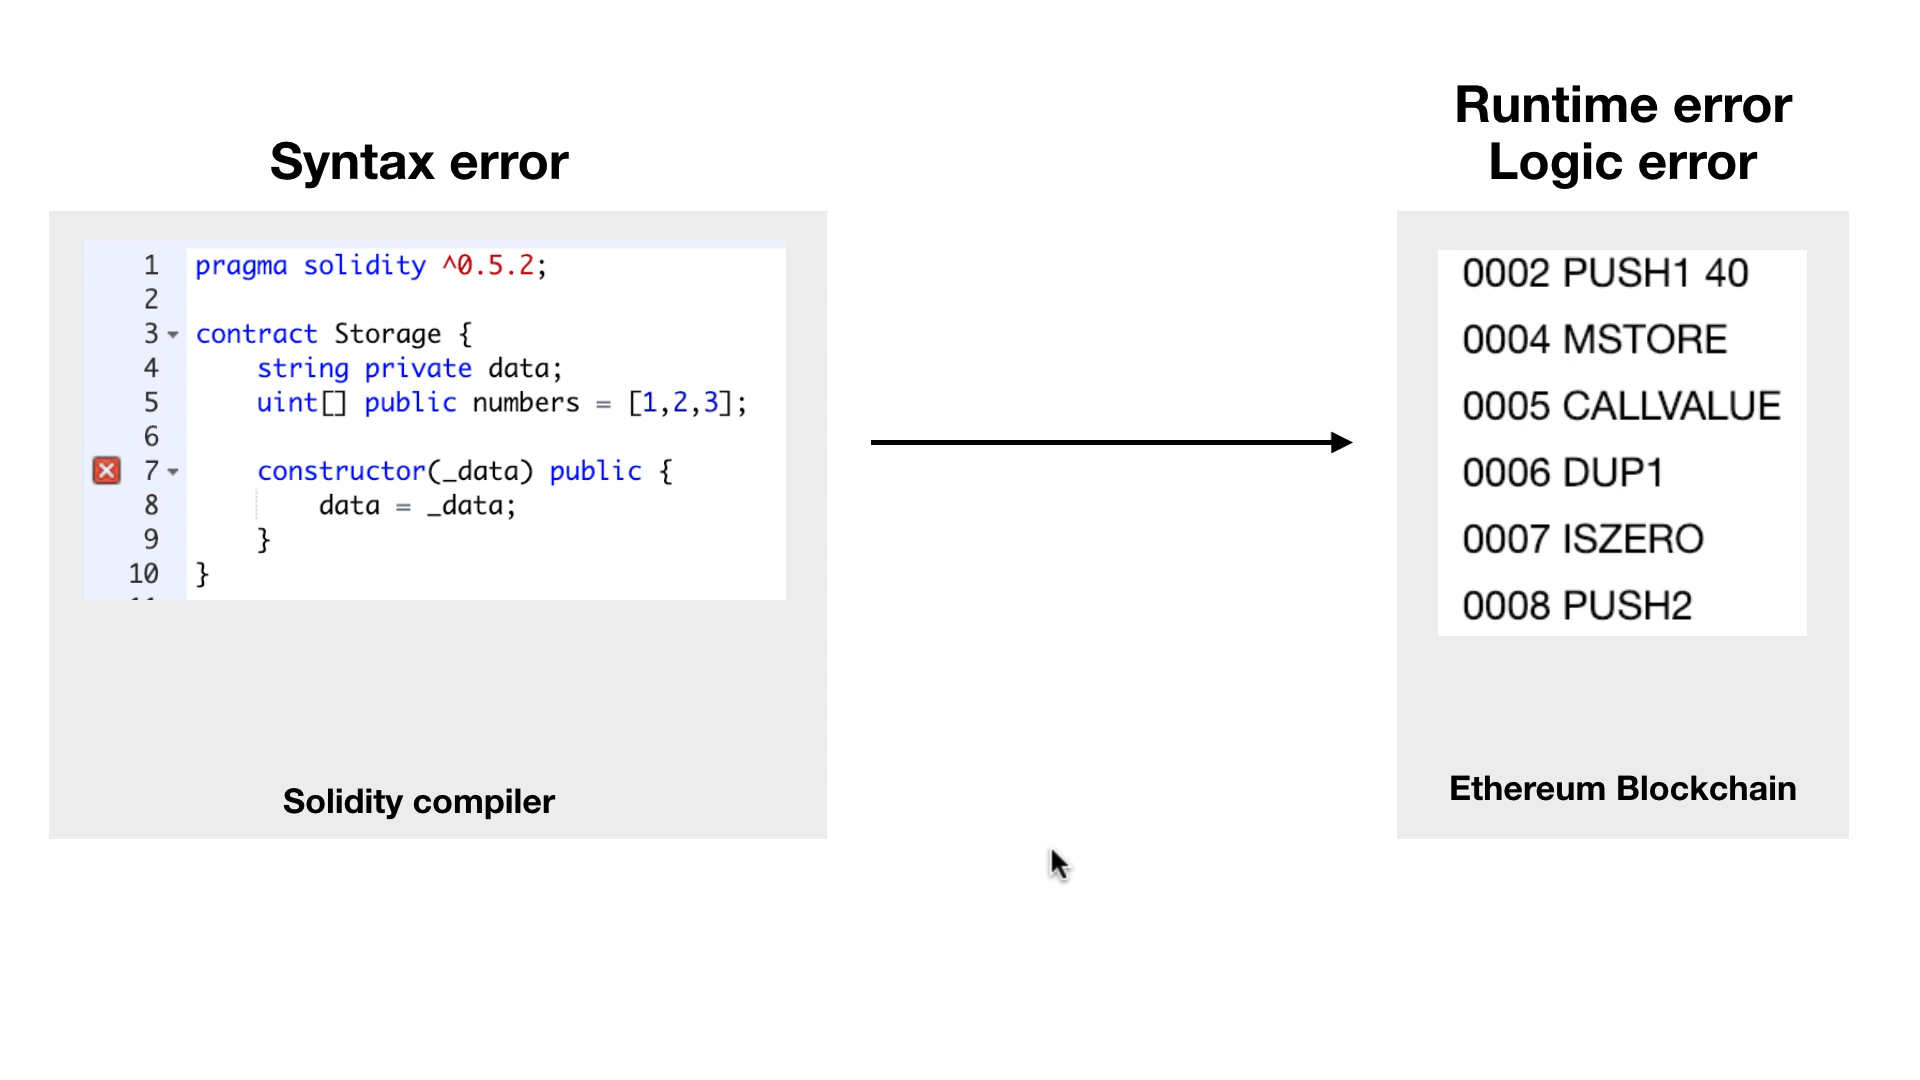 Syntax error
1 pragma solidity ^0.5.2;
2
3 contract Storage {
4 string private data;
5 uint[] public numbers = [1,2,3];
6
7 constructor(_data) public {
8 data = _data;
9 }
10 }
Solidity compiler
Runtime error
Logic error
0002 PUSH1 40
0004 MSTORE
0005 CALLVALUE
0006 DUP1
0007 ISZERO
0008 PUSH2
Ethereum Blockchain